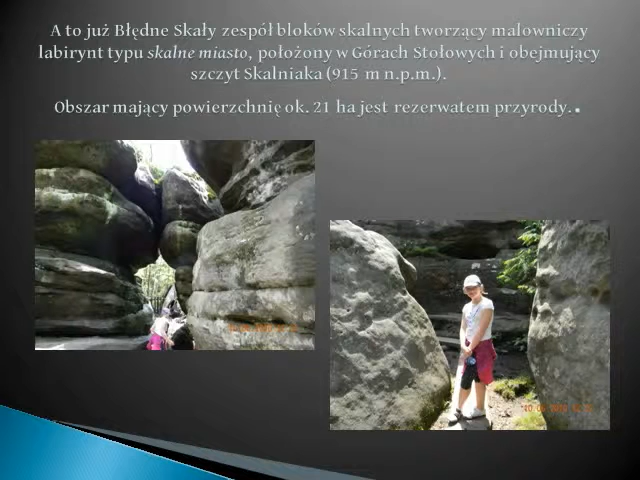 A to już Błędne Skały zespół bloków skalnych tworzący malowniczy
labirynt typu skalne miasto, położony w Górach Stołowych i obejmujący
szczyt Skalniaka (915 m n.p.m.).
Obszar mający powierzchnię ok. 21 ha jest rezerwatem przyrody..